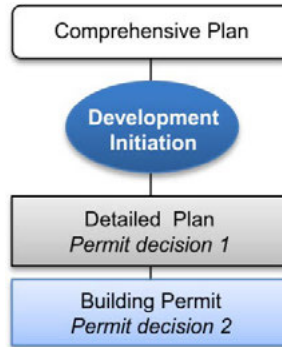 Comprehensive Plan
Development
Initiation
Detailed Plan
Permit decision 1
Building Permit
Permit decision 2